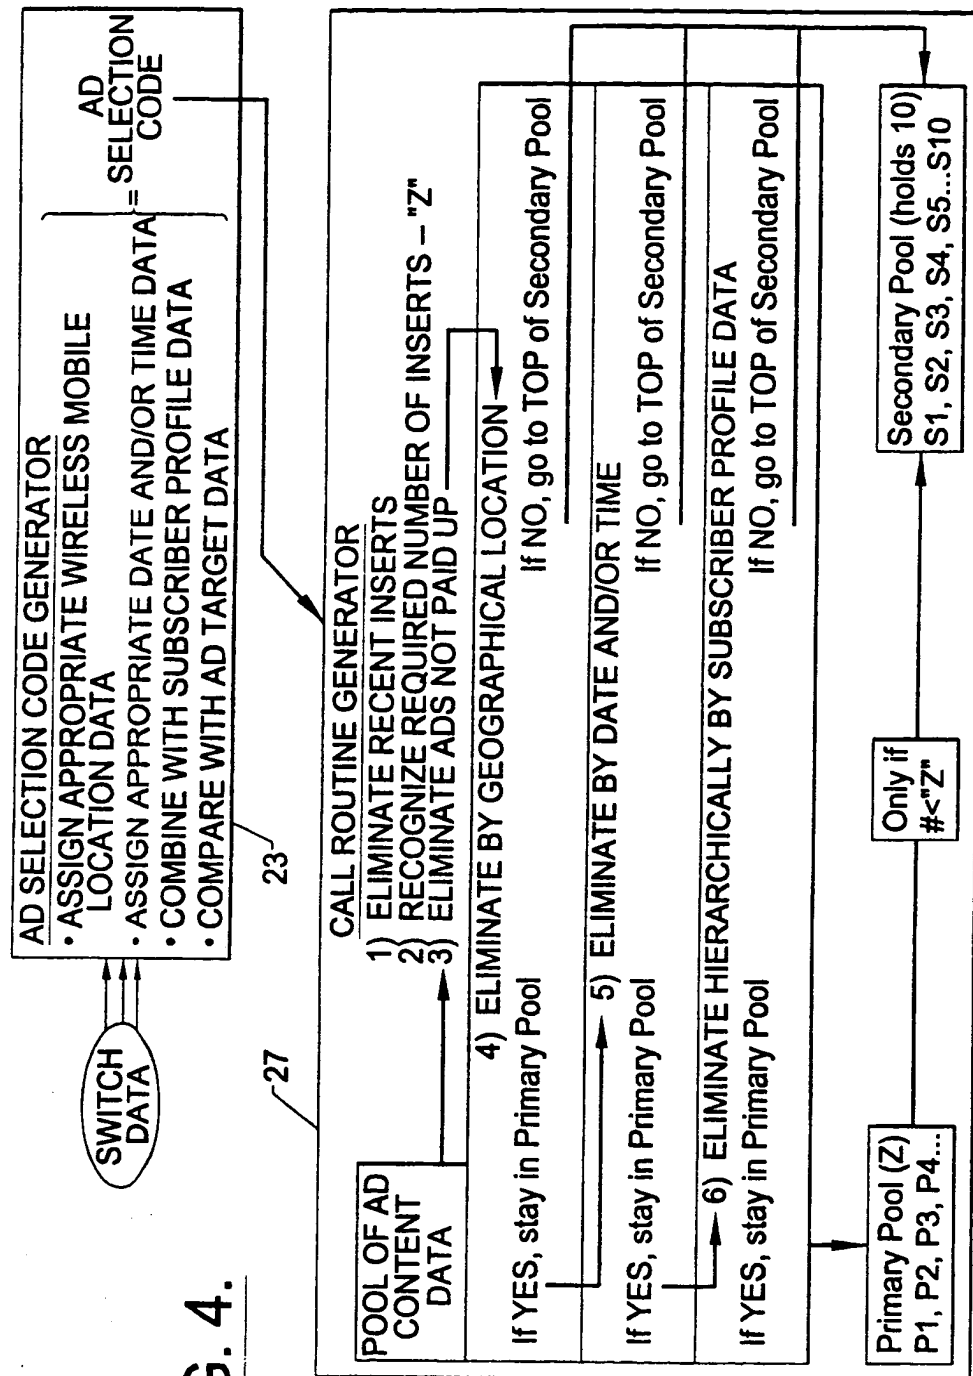 G. 4.
SWITCH
DATA
AD SELECTION CODE GENERATOR
• ASSIGN APPROPRIATE WIRELESS MOBILE
LOCATION DATA
• ASSIGN APPROPRIATE DATE AND/OR TIME DATA
• COMBINE WITH SUBSCRIBER PROFILE DATA
• COMPARE WITH AD TARGET DATA
= AD
SELECTION
CODE
23
27
CALL ROUTINE GENERATOR
1) ELIMINATE RECENT INSERTS
2) RECOGNIZE REQUIRED NUMBER OF INSERTS – "Z"
3) ELIMINATE ADS NOT PAID UP
POOL OF AD
CONTENT
DATA
4) ELIMINATE BY GEOGRAPHICAL LOCATION
If YES, stay in Primary Pool
If NO, go to TOP of Secondary Pool
5) ELIMINATE BY DATE AND/OR TIME
If YES, stay in Primary Pool
If NO, go to TOP of Secondary Pool
6) ELIMINATE HIERARCHICALLY BY SUBSCRIBER PROFILE DATA
If YES, stay in Primary Pool
If NO, go to TOP of Secondary Pool
Primary Pool (Z)
P1, P2, P3, P4...
Only if
#<"Z"
Secondary Pool (holds 10)
S1, S2, S3, S4, S5...S10